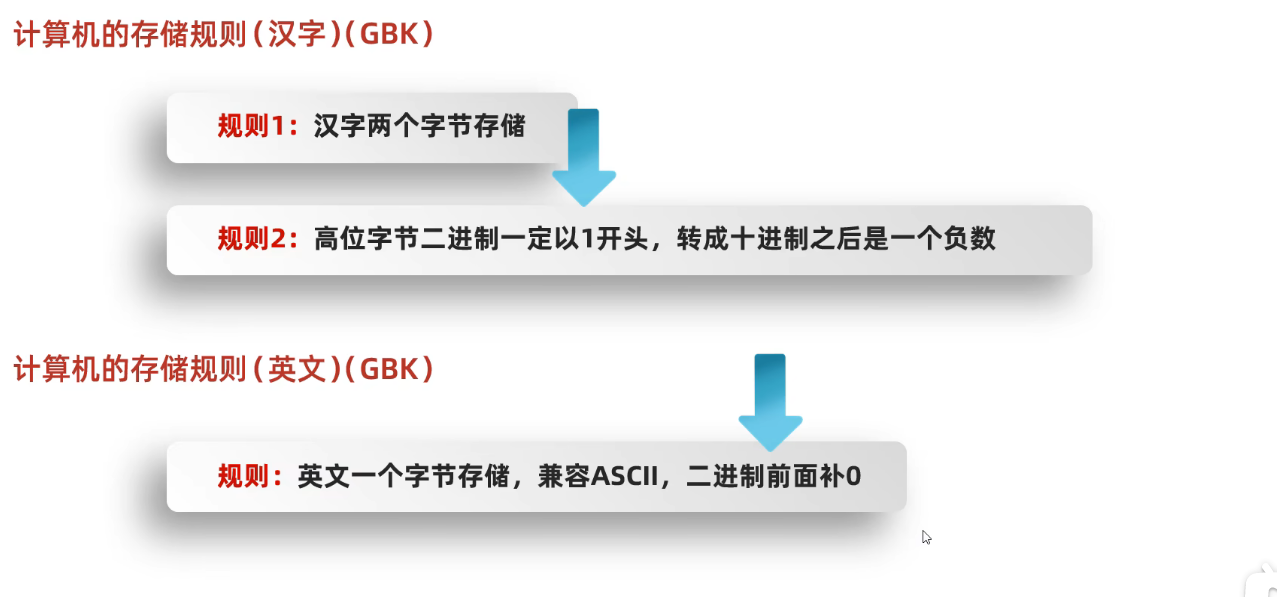 计算机的存储规则(汉字)(GBK)
规则1：汉字两个字节存储
规则2：高位字节二进制一定以1开头，转成十进制之后是一个负数
计算机的存储规则(英文)(GBK)
规则：英文一个字节存储，兼容ASCII，二进制前面补0